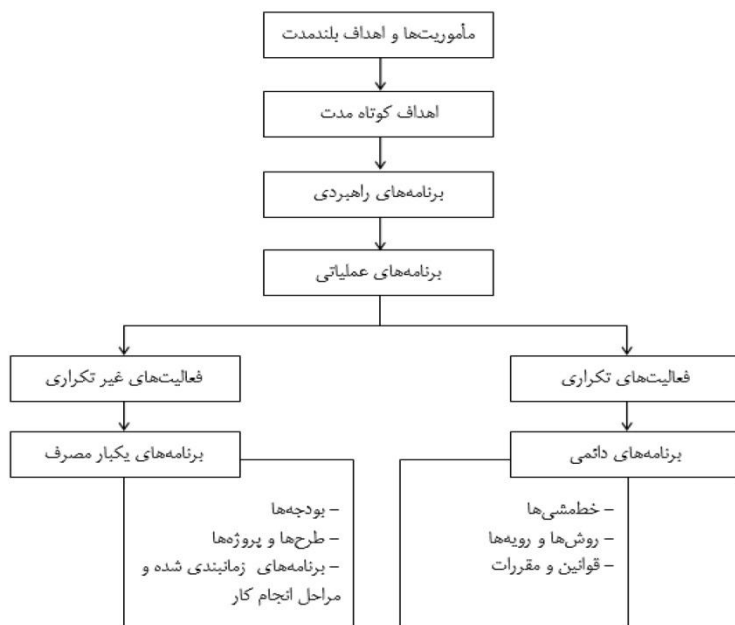 مأموریت‌ها و اهداف بلندمدت
اهداف کوتاه مدت
برنامه‌های راهبردی
برنامه‌های عملیاتی
فعالیت‌های تکراری
فعالیت‌های غیر تکراری
برنامه‌های دائمی
برنامه‌های یکبار مصرف
– خط‌مشی‌ها
– روش‌ها و رویه‌ها
– قوانین و مقررات
– بودجه‌ها
– طرح‌ها و پروژه‌ها
– برنامه‌های زمانبندی شده و
مراحل انجام کار